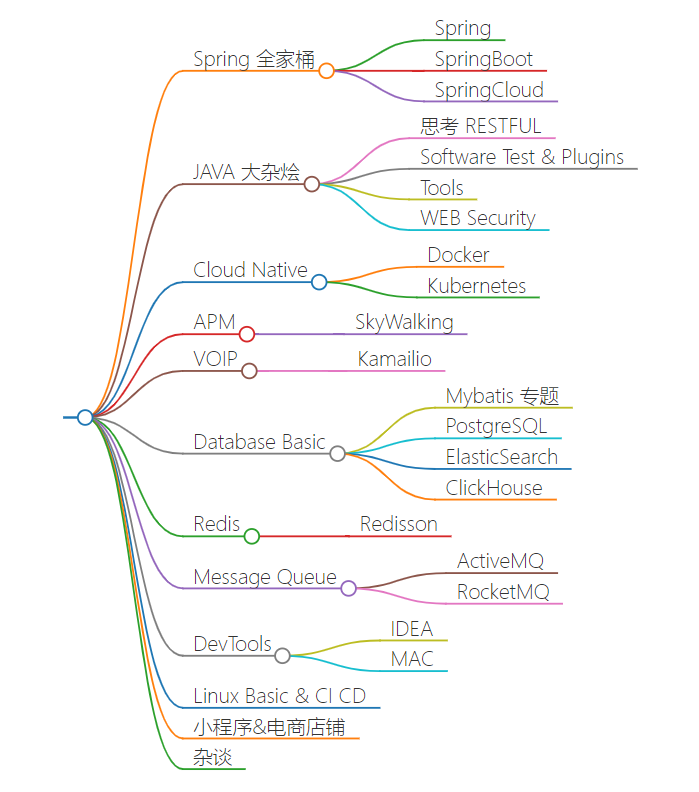 Spring 全家桶
Spring
SpringBoot
SpringCloud
JAVA 大杂烩
思考 RESTFUL
Software Test & Plugins
Tools
WEB Security
Cloud Native
Docker
Kubernetes
APM
SkyWalking
VOIP
Kamailio
Database Basic
Mybatis 专题
PostgreSQL
ElasticSearch
ClickHouse
Redis
Redisson
Message Queue
ActiveMQ
RocketMQ
DevTools
IDEA
MAC
Linux Basic & CI CD
小程序&电商店铺
杂谈